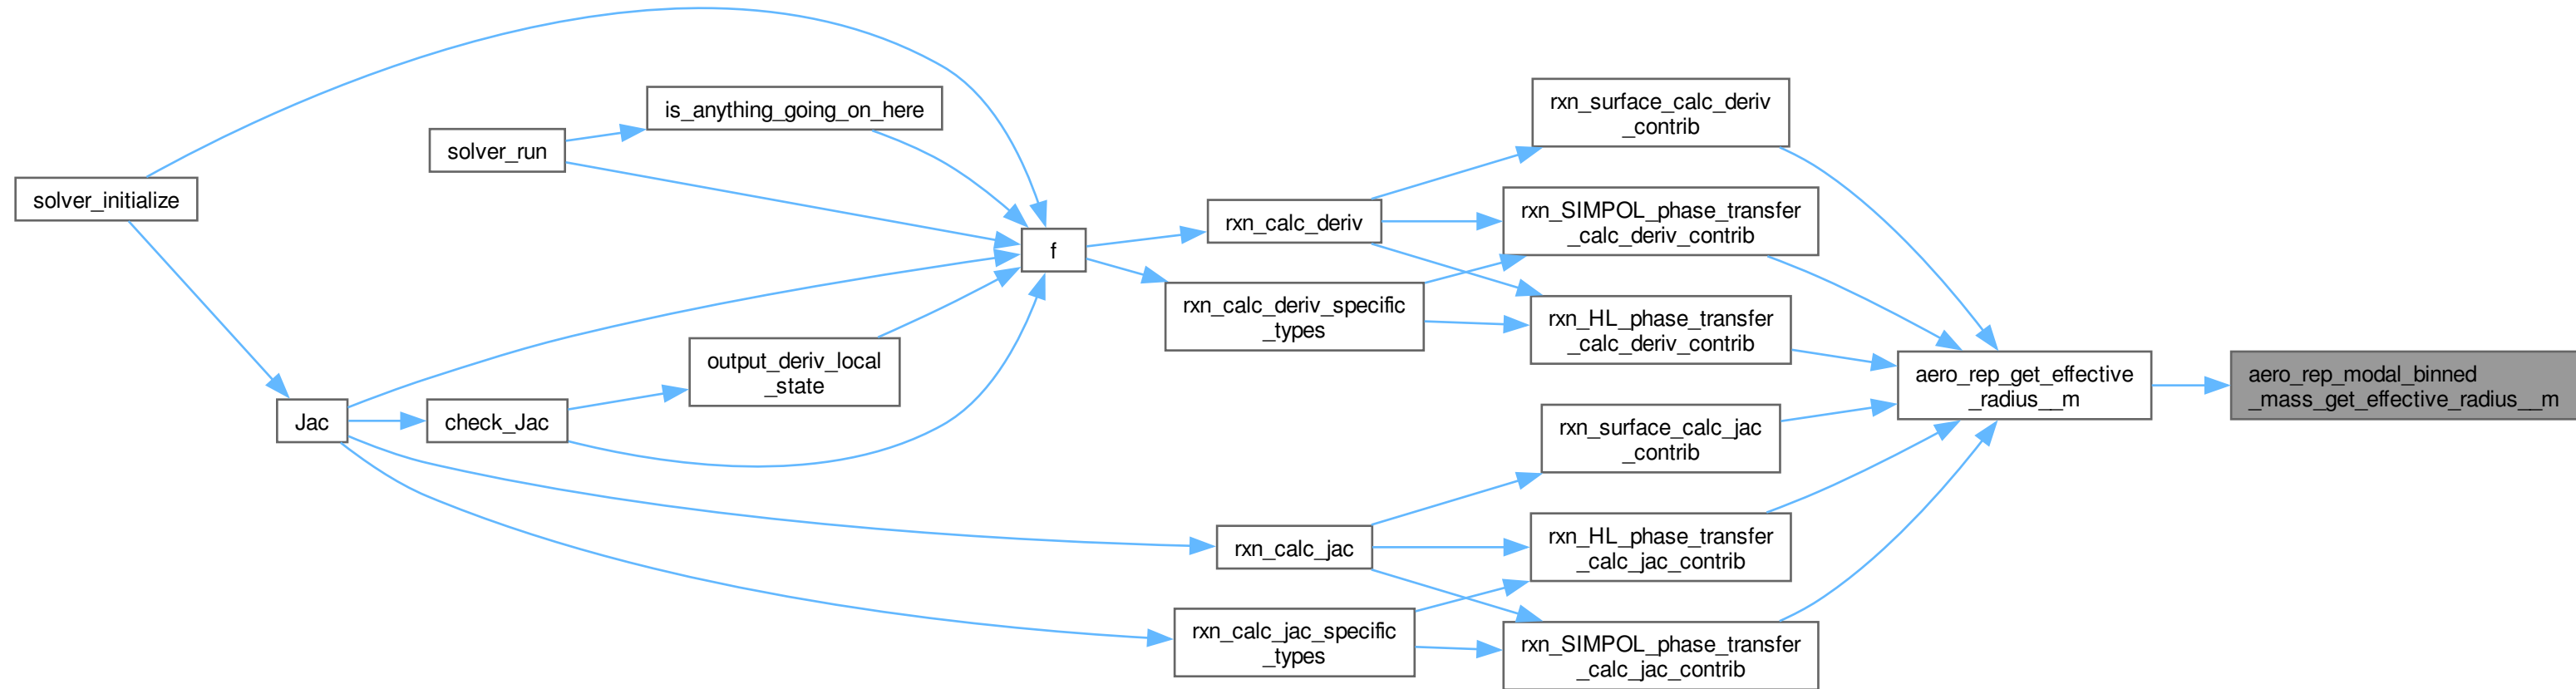 solver_initialize
solver_run
is_anything_going_on_here
Jac
check_Jac
output_deriv_local
_state
f
rxn_calc_deriv
rxn_calc_deriv_specific
_types
rxn_calc_jac
rxn_calc_jac_specific
_types
rxn_surface_calc_deriv
_contrib
rxn_SIMPOL_phase_transfer
_calc_deriv_contrib
rxn_HL_phase_transfer
_calc_deriv_contrib
rxn_surface_calc_jac
_contrib
rxn_HL_phase_transfer
_calc_jac_contrib
rxn_SIMPOL_phase_transfer
_calc_jac_contrib
aero_rep_get_effective
_radius__m
aero_rep_modal_binned
_mass_get_effective_radius__m